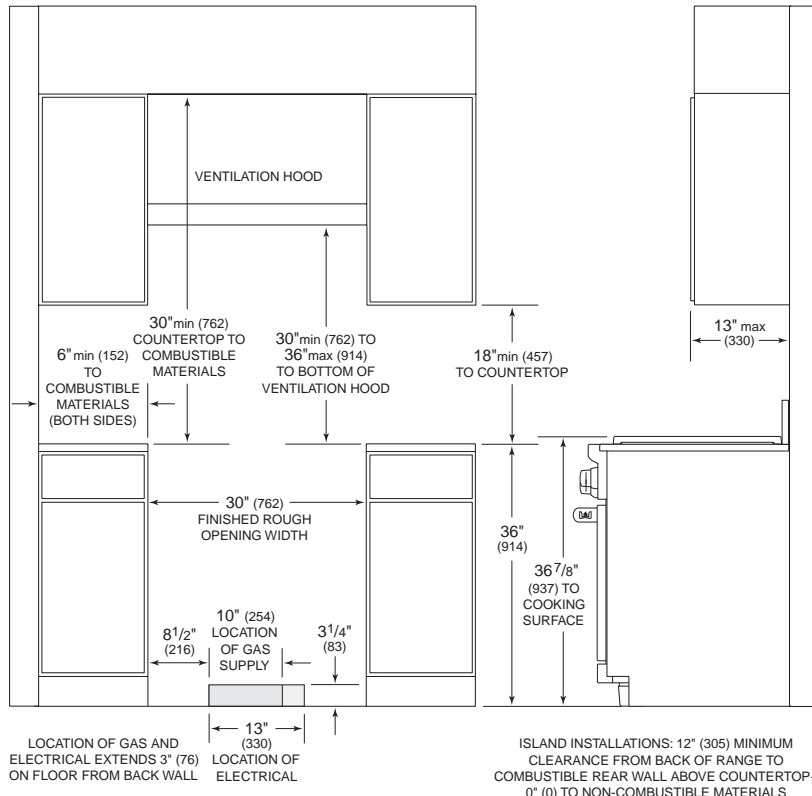 VENTILATION HOOD
30"min (762)
COUNTERTOP TO
COMBUSTIBLE
MATERIALS
6"min (152)
TO
COMBUSTIBLE
MATERIALS
(BOTH SIDES)
30"min (762) TO
36"max (914)
TO BOTTOM OF
VENTILATION HOOD
18"min (457)
TO COUNTERTOP
13" max
(330)
30" (762)
FINISHED ROUGH
OPENING WIDTH
36"
(914)
36 7/8"
(937) TO
COOKING
SURFACE
8 1/2"
(216)
10" (254)
LOCATION
OF GAS
SUPPLY
3 1/4"
(83)
13"
(330)
LOCATION OF
ELECTRICAL
LOCATION OF GAS AND
ELECTRICAL EXTENDS 3" (76)
ON FLOOR FROM BACK WALL
ISLAND INSTALLATIONS: 12" (305) MINIMUM
CLEARANCE FROM BACK OF RANGE TO
COMBUSTIBLE REAR WALL ABOVE COUNTERTOP-
0" (0) TO NON-COMBUSTIBLE MATERIALS